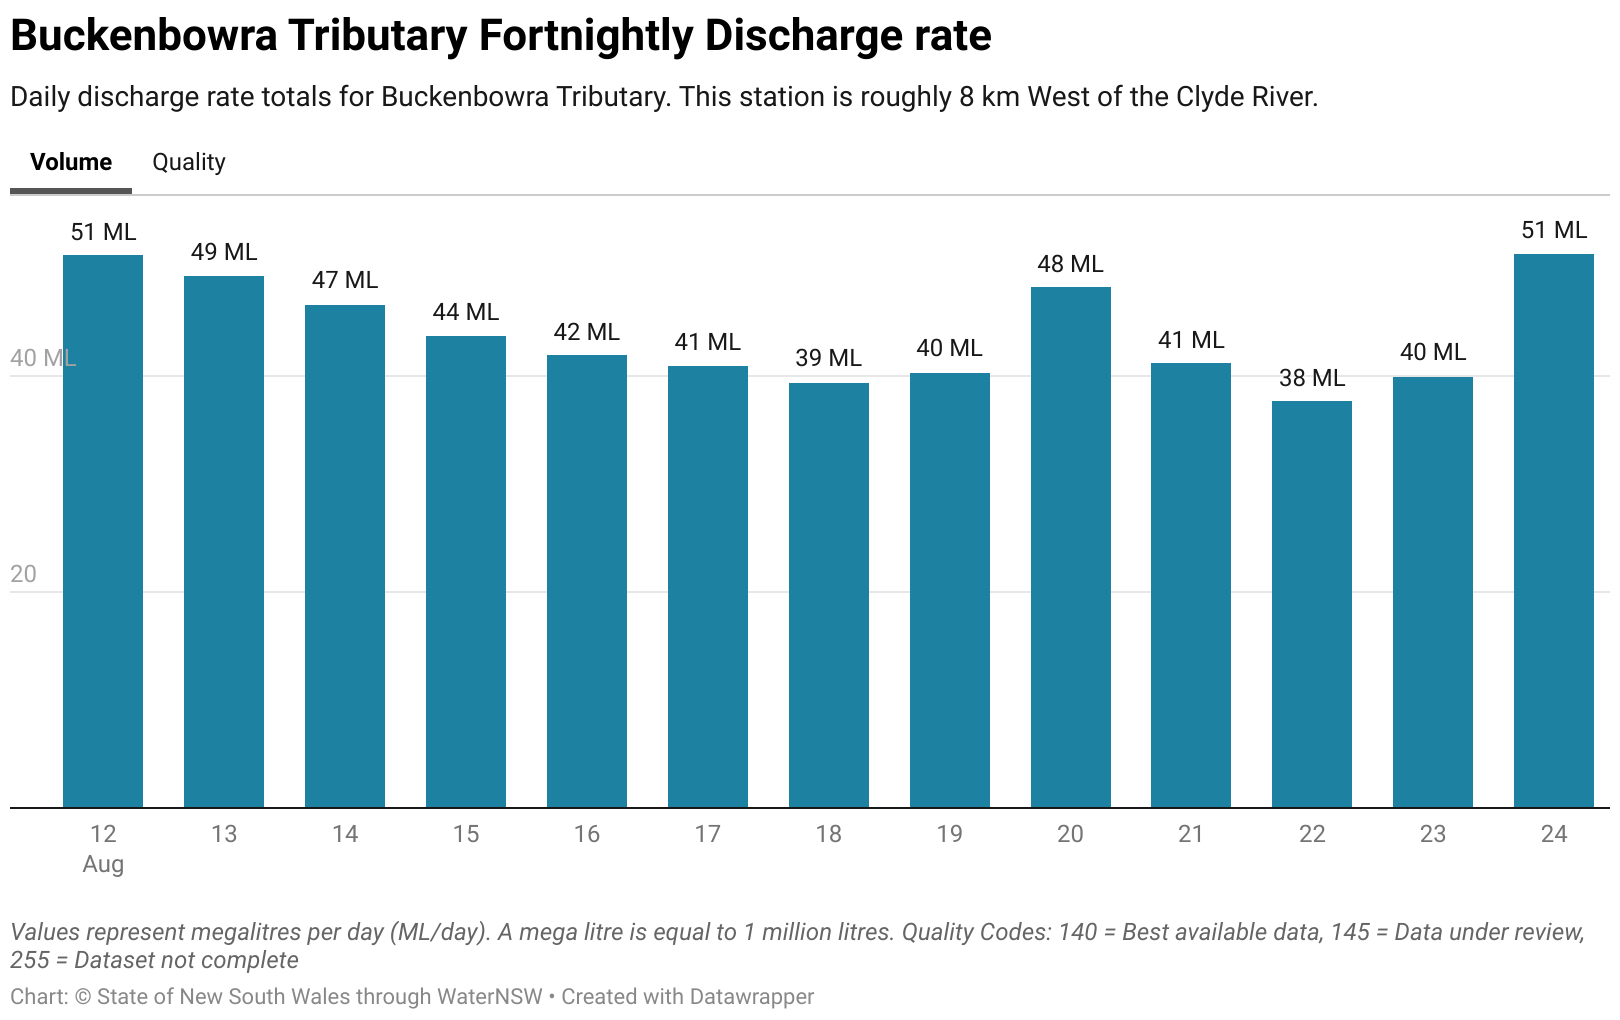 Buckenbowra Tributary Fortnightly Discharge rate
Daily discharge rate totals for Buckenbowra Tributary. This station is roughly 8 km West of the Clyde River.
Volume Quality
51 ML
49 ML
47 ML
44 ML
42 ML
41 ML
39 ML
40 ML
48 ML
41 ML
38 ML
40 ML
51 ML
40 ML
20
12 13 14 15 16 17 18 19 20 21 22 23 24
Aug
Values represent megalitres per day (ML/day). A mega litre is equal to 1 million litres. Quality Codes: 140 = Best available data, 145 = Data under review,
255 = Dataset not complete
Chart: © State of New South Wales through WaterNSW • Created with Datawrapper